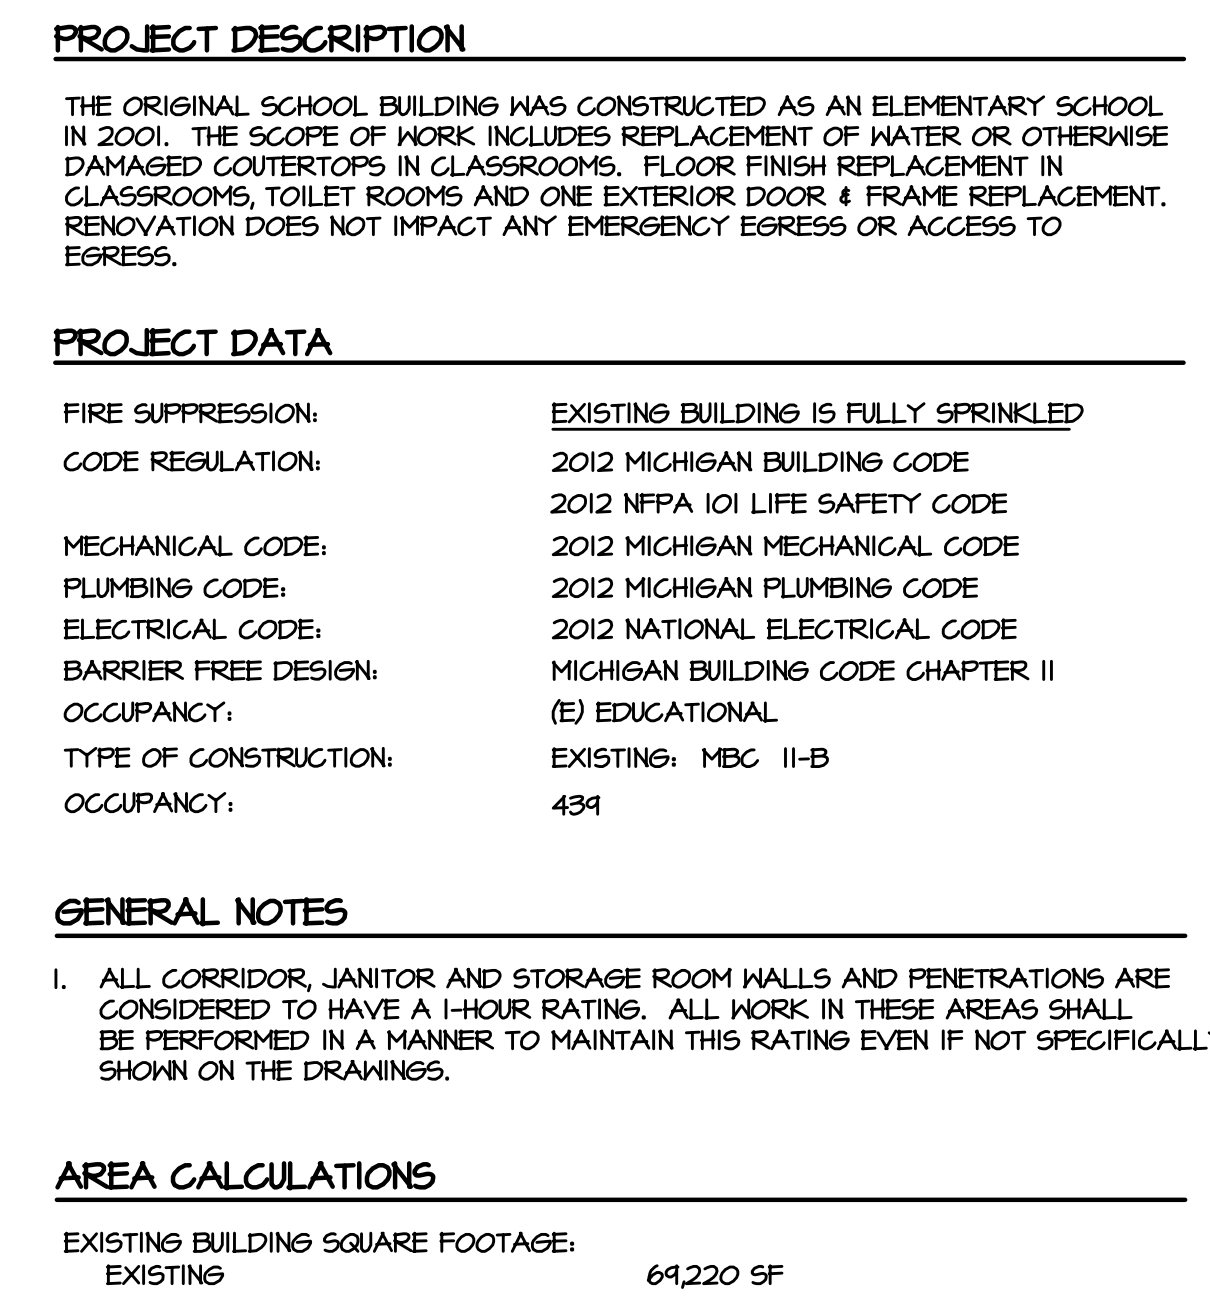 PROJECT DESCRIPTION
THE ORIGINAL SCHOOL BUILDING WAS CONSTRUCTED AS AN ELEMENTARY SCHOOL
IN 2001. THE SCOPE OF WORK INCLUDES REPLACEMENT OF WATER OR OTHERWISE
DAMAGED COUTERTOPS IN CLASSROOMS. FLOOR FINISH REPLACEMENT IN
CLASSROOMS, TOILET ROOMS AND ONE EXTERIOR DOOR & FRAME REPLACEMENT.
RENOVATION DOES NOT IMPACT ANY EMERGENCY EGRESS OR ACCESS TO
EGRESS.
PROJECT DATA
FIRE SUPPRESSION: EXISTING BUILDING IS FULLY SPRINKLED
CODE REGULATION: 2012 MICHIGAN BUILDING CODE
2012 NFPA 101 LIFE SAFETY CODE
MECHANICAL CODE: 2012 MICHIGAN MECHANICAL CODE
PLUMBING CODE: 2012 MICHIGAN PLUMBING CODE
ELECTRICAL CODE: 2012 NATIONAL ELECTRICAL CODE
BARRIER FREE DESIGN: MICHIGAN BUILDING CODE CHAPTER 11
OCCUPANCY: (E) EDUCATIONAL
TYPE OF CONSTRUCTION: EXISTING: MBC II-B
OCCUPANCY: 439
GENERAL NOTES
1. ALL CORRIDOR, JANITOR AND STORAGE ROOM WALLS AND PENETRATIONS ARE
CONSIDERED TO HAVE A 1-HOUR RATING. ALL WORK IN THESE AREAS SHALL
BE PERFORMED IN A MANNER TO MAINTAIN THIS RATING EVEN IF NOT SPECIFICALLY
SHOWN ON THE DRAWINGS.
AREA CALCULATIONS
EXISTING BUILDING SQUARE FOOTAGE:
EXISTING 69,220 SF